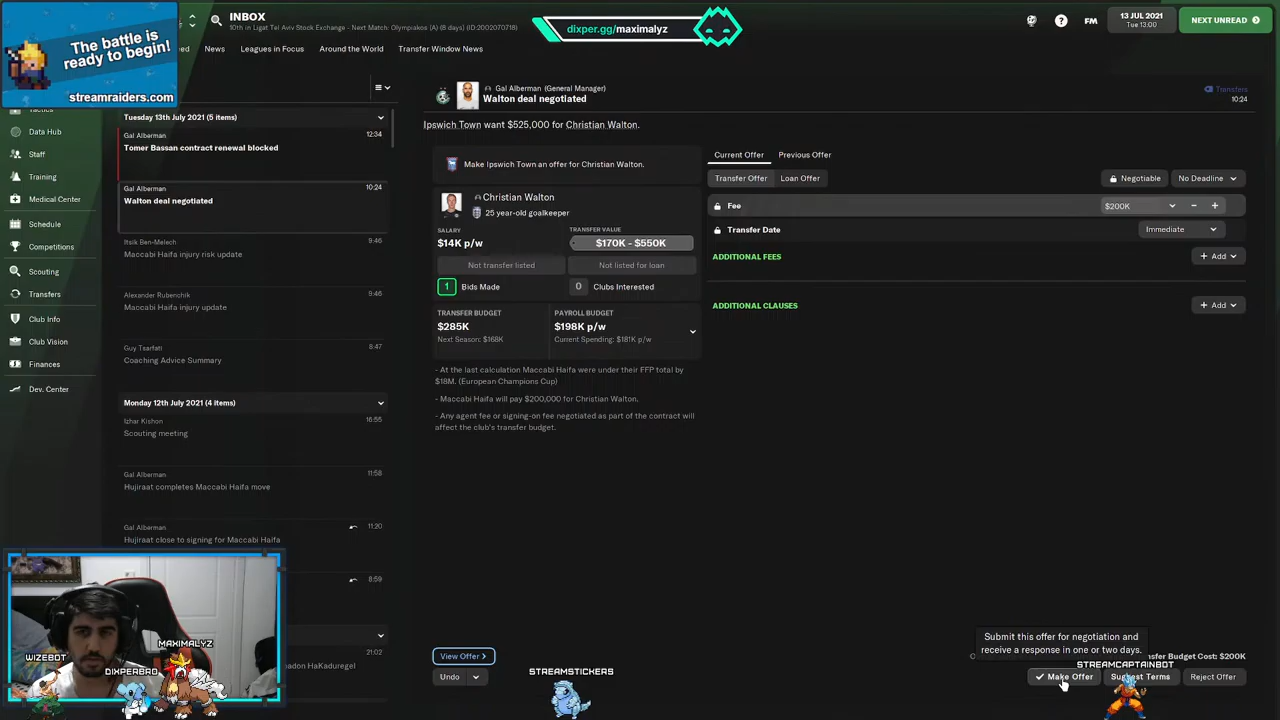 The battle is
ready to begin!
streamraiders.com
INBOX
10th in Ligat Tel Aviv Stock Exchange - Next Match: Olympiakos (A) (8 days) (ID:2002070718)
dixper.gg/maximalyz
FM
13 JUL 2021
Tue 13:00
NEXT UNREAD
News
Leagues in Focus
Around the World
Transfer Window News
Tactics
Data Hub
Staff
Training
Medical Center
Schedule
Competitions
Scouting
Transfers
Club Info
Club Vision
Finances
Dev. Center
Tuesday 13th July 2021 (5 items)
Gal Alberman
12:34
Tomer Bassan contract renewal blocked
Gal Alberman
10:24
Walton deal negotiated
Itsik Ben-Melech
9:46
Maccabi Haifa injury risk update
Alexander Rubenshik
9:46
Maccabi Haifa injury update
Guy Tsarfati
8:47
Coaching Advice Summary
Monday 12th July 2021 (4 items)
Izhar Kishon
16:55
Scouting meeting
Gal Alberman
11:58
Hujiraat completes Maccabi Haifa move
Gal Alberman
11:20
Hujiraat close to signing for Maccabi Haifa
8:59
21:02
Gal Alberman (General Manager)
Walton deal negotiated
Transfers
10:24
Ipswich Town want $525,000 for Christian Walton.
Make Ipswich Town an offer for Christian Walton.
Christian Walton
25 year-old goalkeeper
SALARY
$14K p/w
TRANSFER VALUE
$170K - $550K
Not transfer listed
Not listed for loan
1 Bids Made
0 Clubs Interested
TRANSFER BUDGET
$285K
Next Season: $168K
PAYROLL BUDGET
$198K p/w
Current Spending: $181K p/w
- At the last calculation Maccabi Haifa were under their FFP total by
$18M. (European Champions Cup)
- Maccabi Haifa will pay $200,000 for Christian Walton.
- Any agent fee or signing-on fee negotiated as part of the contract will
affect the club's transfer budget.
Current Offer
Previous Offer
Transfer Offer
Loan Offer
Negotiable
No Deadline
Fee
$200K
Transfer Date
Immediate
ADDITIONAL FEES
Add
ADDITIONAL CLAUSES
Add
Submit this offer for negotiation and
receive a response in one or two days.
View Offer
Budget Cost: $200K
Undo
Make Offer
Suggest Terms
Reject Offer
WIZEBOT
DIXPERBRO
MAXIMALYZ
STREAMSTICKERS
STREAMCAPTAINBOT